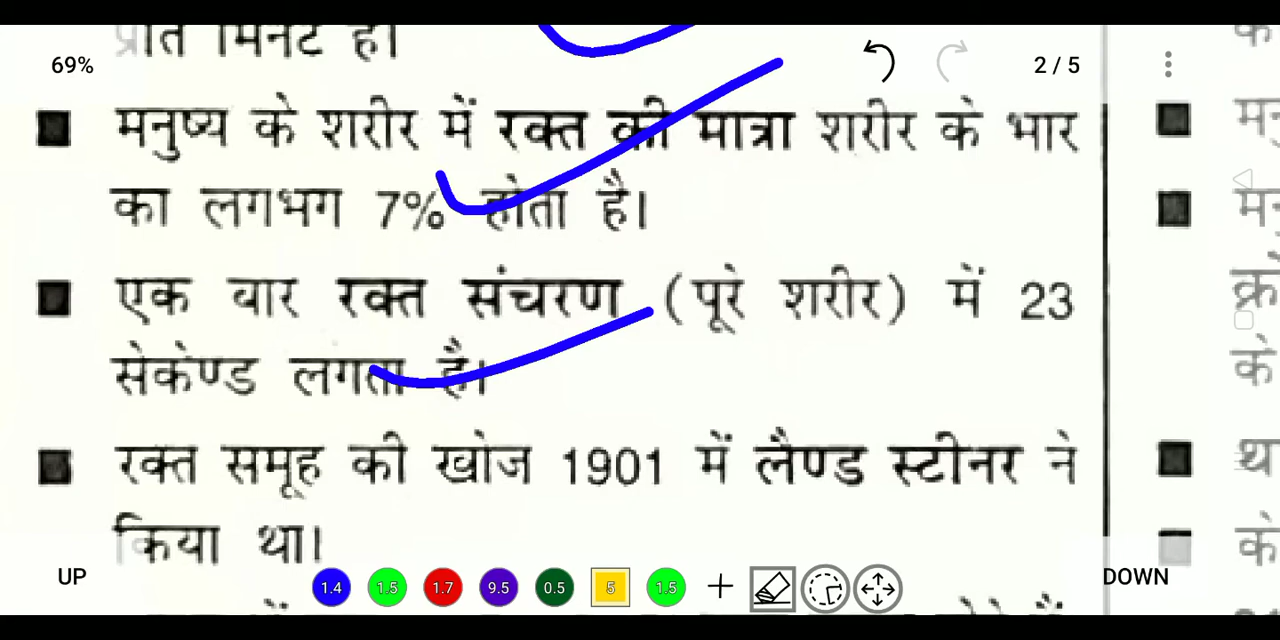 प्रति मिनट है।
69%
2 / 5
■ मनुष्य के शरीर में रक्त की मात्रा शरीर के भार
का लगभग 7% होता है।
■ एक बार रक्त संचरण (पूरे शरीर) में 23
सेकेण्ड लगता है।
■ रक्त समूह की खोज 1901 में लैण्ड स्टीनर ने
किया था।
UP
1.4 1.5 1.7 9.5 0.5 5 1.5 +
DOWN